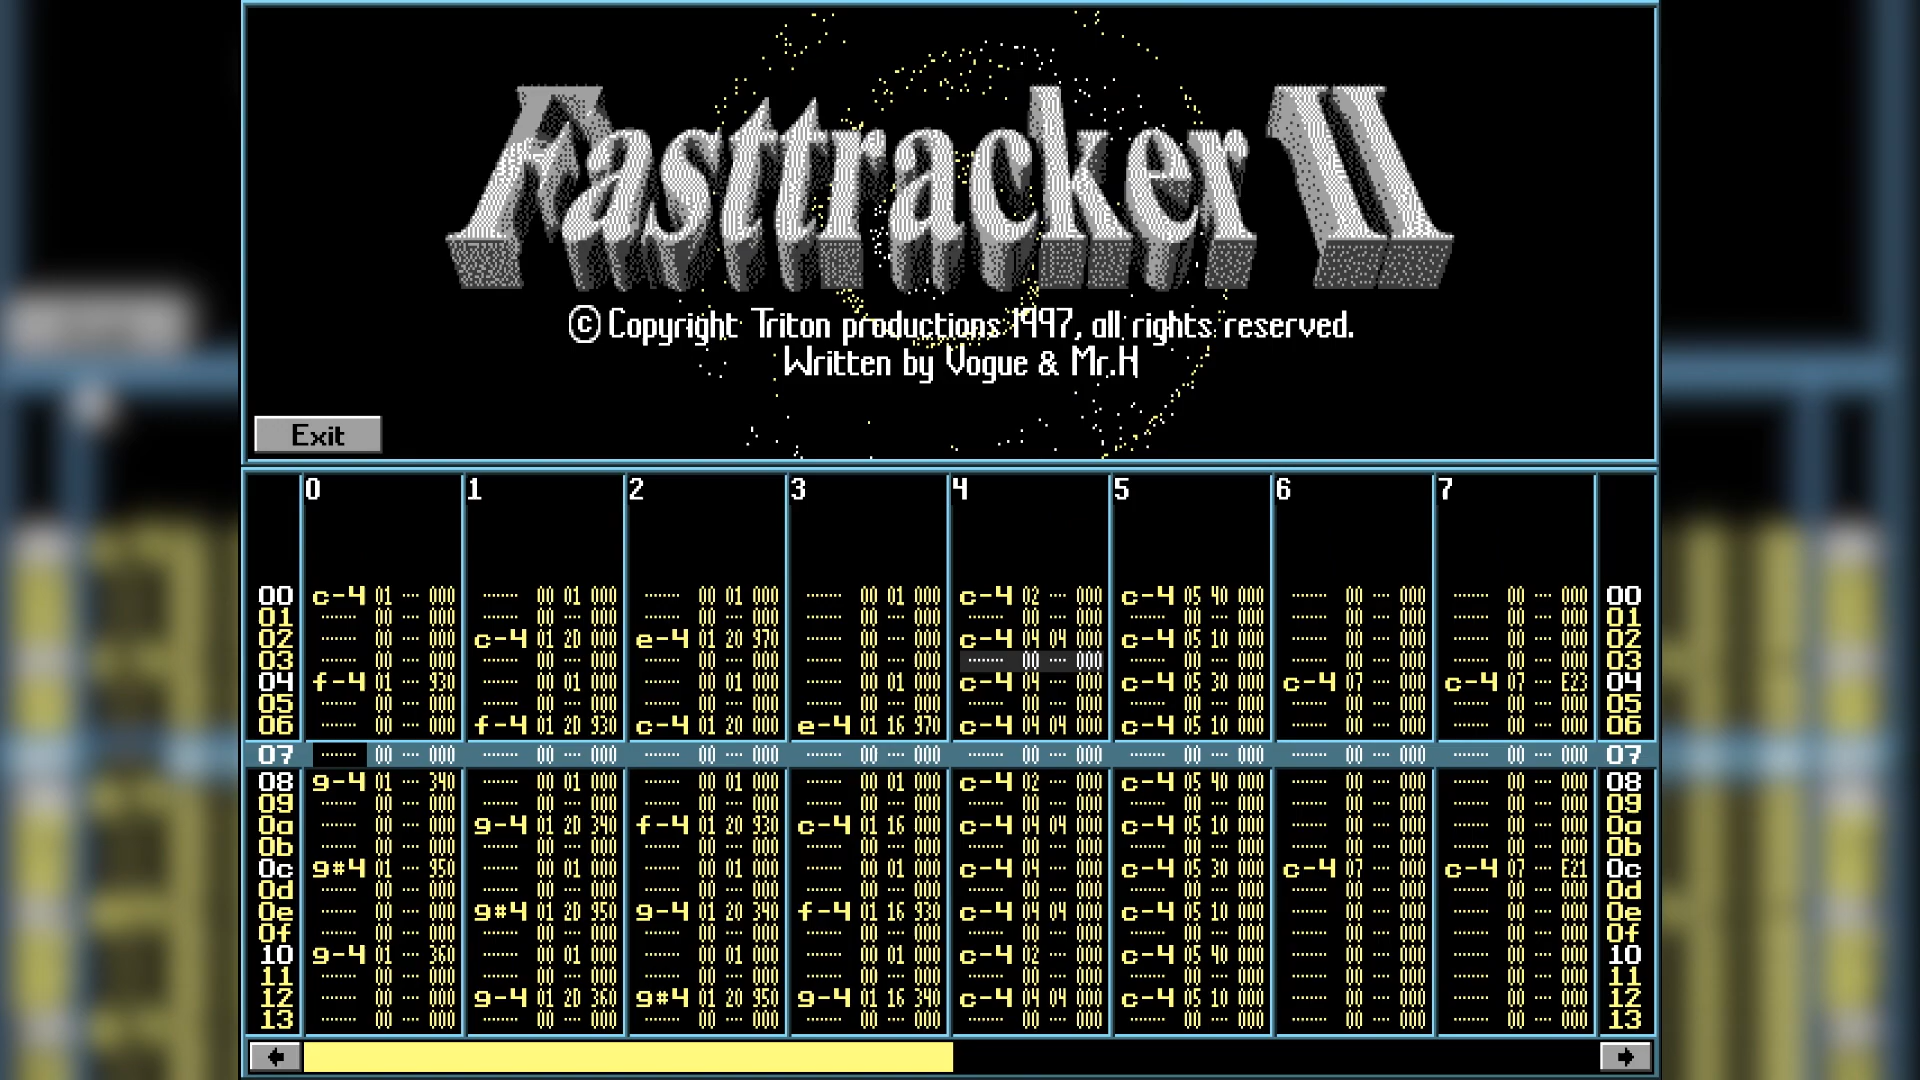 Fasttracker II
© Copyright Triton productions 1997, all rights reserved.
Written by Vogue & Mr.H
Exit
0 1 2 3 4 5 6 7
00 c-4 01 ··· 000 ······ 00 01 000 ······ 00 01 000 ······ 00 01 000 c-4 02 ··· 000 c-4 05 40 000 ······ 00 ··· 000 ······ 00 ··· 000 00
01 ······ 00 ··· 000 ······ 00 ··· 000 ······ 00 ··· 000 ······ 00 ··· 000 ······ 00 ··· 000 ······ 00 ··· 000 ······ 00 ··· 000 ······ 00 ··· 000 01
02 ······ 00 ··· 000 c-4 01 2D 000 e-4 01 20 970 ······ 00 ··· 000 c-4 04 04 000 c-4 05 10 000 ······ 00 ··· 000 ······ 00 ··· 000 02
03 ······ 00 ··· 000 ······ 00 ··· 000 ······ 00 ··· 000 ······ 00 ··· 000 ······ 00 ··· 000 ······ 00 ··· 000 ······ 00 ··· 000 ······ 00 ··· 000 03
04 f-4 01 ··· 930 ······ 00 01 000 ······ 00 01 000 ······ 00 01 000 c-4 04 ··· 000 c-4 05 30 000 c-4 07 ··· 000 c-4 07 ··· E23 04
05 ······ 00 ··· 000 ······ 00 ··· 000 ······ 00 ··· 000 ······ 00 ··· 000 ······ 00 ··· 000 ······ 00 ··· 000 ······ 00 ··· 000 ······ 00 ··· 000 05
06 ······ 00 ··· 000 f-4 01 2D 930 c-4 01 20 000 e-4 01 16 970 c-4 04 04 000 c-4 05 10 000 ······ 00 ··· 000 ······ 00 ··· 000 06
07 ······ 00 ··· 000 ······ 00 ··· 000 ······ 00 ··· 000 ······ 00 ··· 000 ······ 00 ··· 000 ······ 00 ··· 000 ······ 00 ··· 000 ······ 00 ··· 000 07
08 g-4 01 ··· 340 ······ 00 01 000 ······ 00 01 000 ······ 00 01 000 c-4 02 ··· 000 c-4 05 40 000 ······ 00 ··· 000 ······ 00 ··· 000 08
09 ······ 00 ··· 000 ······ 00 ··· 000 ······ 00 ··· 000 ······ 00 ··· 000 ······ 00 ··· 000 ······ 00 ··· 000 ······ 00 ··· 000 ······ 00 ··· 000 09
0a ······ 00 ··· 000 g-4 01 2D 340 f-4 01 20 930 c-4 01 16 000 c-4 04 04 000 c-4 05 10 000 ······ 00 ··· 000 ······ 00 ··· 000 0a
0b ······ 00 ··· 000 ······ 00 ··· 000 ······ 00 ··· 000 ······ 00 ··· 000 ······ 00 ··· 000 ······ 00 ··· 000 ······ 00 ··· 000 ······ 00 ··· 000 0b
0c g#4 01 ··· 950 ······ 00 01 000 ······ 00 01 000 ······ 00 01 000 c-4 04 ··· 000 c-4 05 30 000 c-4 07 ··· 000 c-4 07 ··· E21 0c
0d ······ 00 ··· 000 ······ 00 ··· 000 ······ 00 ··· 000 ······ 00 ··· 000 ······ 00 ··· 000 ······ 00 ··· 000 ······ 00 ··· 000 ······ 00 ··· 000 0d
0e ······ 00 ··· 000 g#4 01 2D 950 g-4 01 20 340 f-4 01 16 930 c-4 04 04 000 c-4 05 10 000 ······ 00 ··· 000 ······ 00 ··· 000 0e
0f ······ 00 ··· 000 ······ 00 ··· 000 ······ 00 ··· 000 ······ 00 ··· 000 ······ 00 ··· 000 ······ 00 ··· 000 ······ 00 ··· 000 ······ 00 ··· 000 0f
10 g-4 01 ··· 360 ······ 00 01 000 ······ 00 01 000 ······ 00 01 000 c-4 02 ··· 000 c-4 05 40 000 ······ 00 ··· 000 ······ 00 ··· 000 10
11 ······ 00 ··· 000 ······ 00 ··· 000 ······ 00 ··· 000 ······ 00 ··· 000 ······ 00 ··· 000 ······ 00 ··· 000 ······ 00 ··· 000 ······ 00 ··· 000 11
12 ······ 00 ··· 000 g-4 01 2D 360 g#4 01 20 950 g-4 01 16 340 c-4 04 04 000 c-4 05 10 000 ······ 00 ··· 000 ······ 00 ··· 000 12
13 ······ 00 ··· 000 ······ 00 ··· 000 ······ 00 ··· 000 ······ 00 ··· 000 ······ 00 ··· 000 ······ 00 ··· 000 ······ 00 ··· 000 ······ 00 ··· 000 13